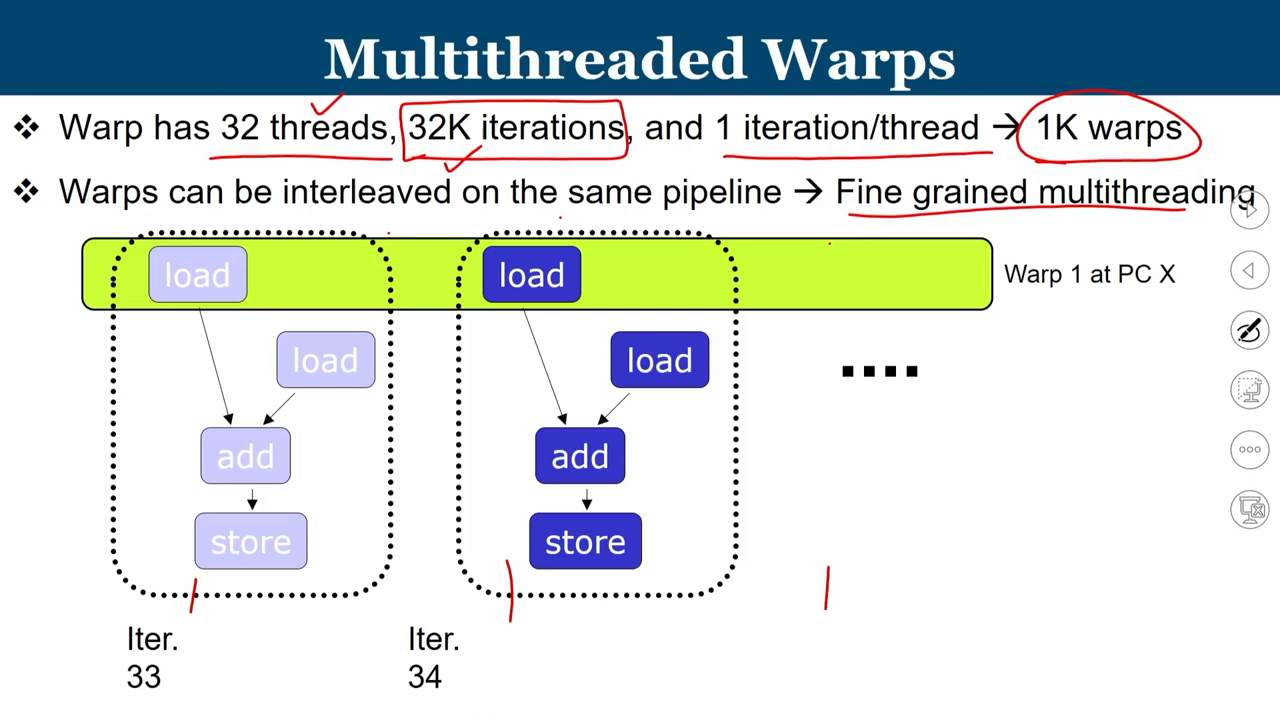 Multithreaded Warps
❖ Warp has 32 threads, 32K iterations, and 1 iteration/thread → 1K warps
❖ Warps can be interleaved on the same pipeline → Fine grained multithreading
load load Warp 1 at PC X
load load
add add
store store
Iter. Iter.
33 34